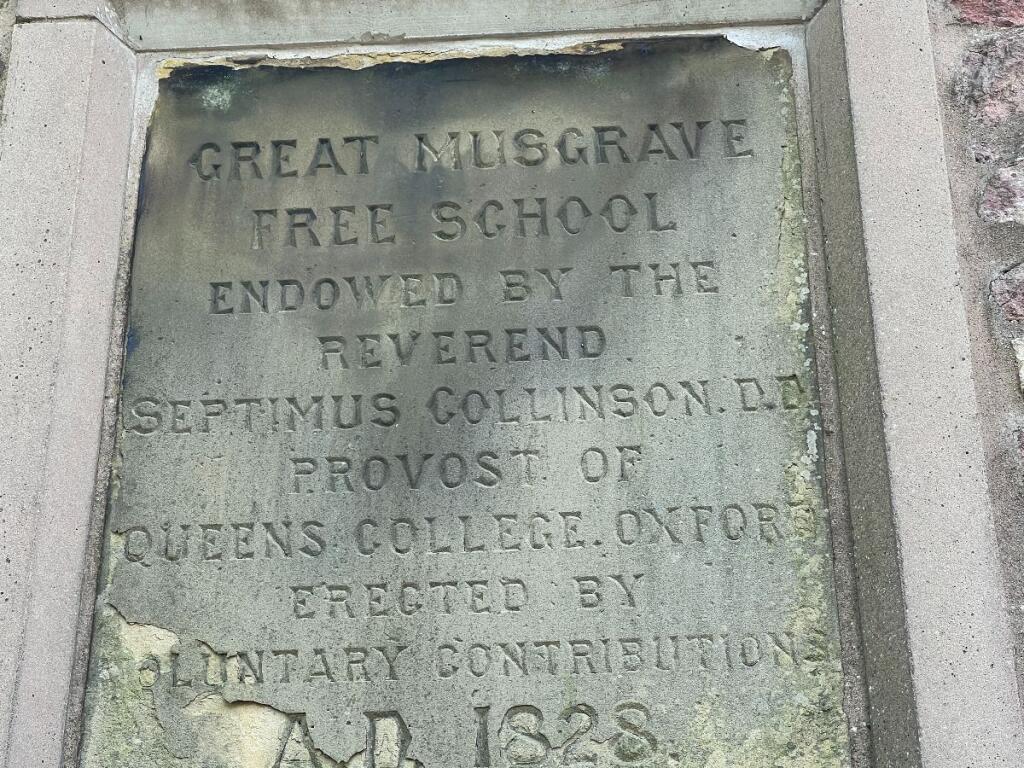 GREAT MUSGRAVE
FREE SCHOOL
ENDOWED BY THE
REVEREND
SEPTIMUS COLLINSON. D.D
PROVOST OF
QUEENS COLLEGE. OXFORD
ERECTED BY
VOLUNTARY CONTRIBUTIONS
A.D. 1828.